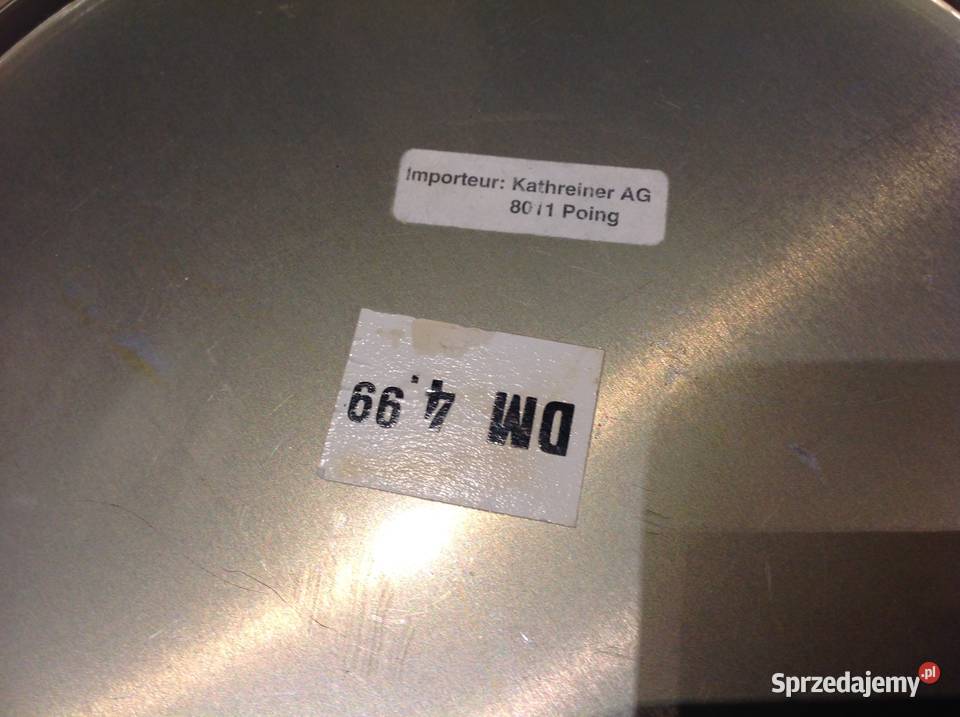 Importeur: Kathreiner AG
8011 Poing
DM 4.99
Sprzedajemy.pl